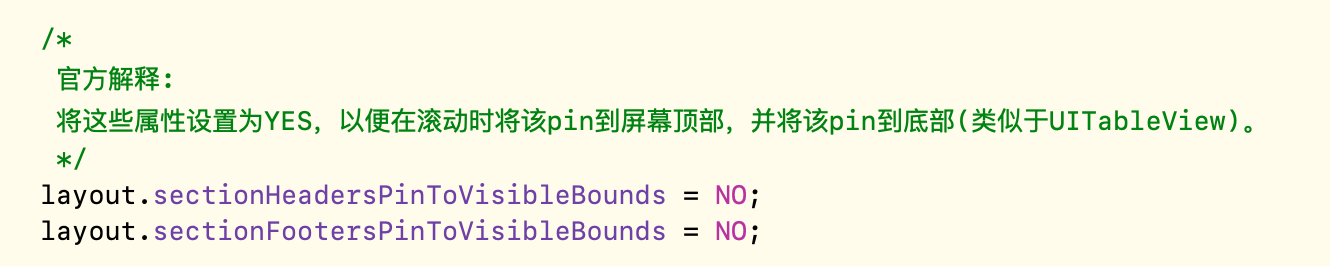 /*
官方解释:
将这些属性设置为YES，以便在滚动时将该pin到屏幕顶部，并将该pin到底部(类似于UITableView)。
*/
layout.sectionHeadersPinToVisibleBounds = NO;
layout.sectionFootersPinToVisibleBounds = NO;